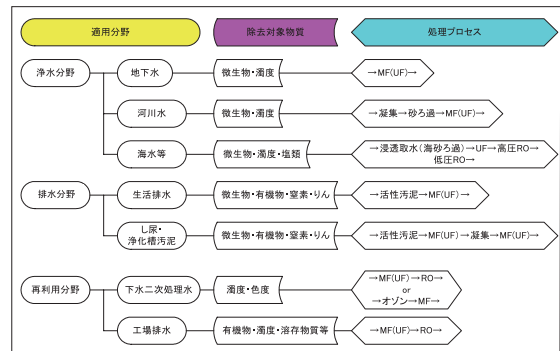 適用分野 除去対象物質 処理プロセス
浄水分野 地下水 微生物・濁度 →MF(UF)→
河川水 微生物・濁度 →凝集→砂ろ過→MF(UF)→
海水等 微生物・濁度・塩類 →浸透取水(海砂ろ過)→UF→高圧RO→
低圧RO→
排水分野 生活排水 微生物・有機物・窒素・りん →活性汚泥→MF(UF)→
し尿・
浄化槽汚泥 微生物・有機物・窒素・りん →活性汚泥→MF(UF)→凝集→MF(UF)→
再利用分野 下水二次処理水 濁度・色度 →MF(UF)→RO→
or
→オゾン→MF→
工場排水 有機物・濁度・溶存物質等 →MF(UF)→RO→